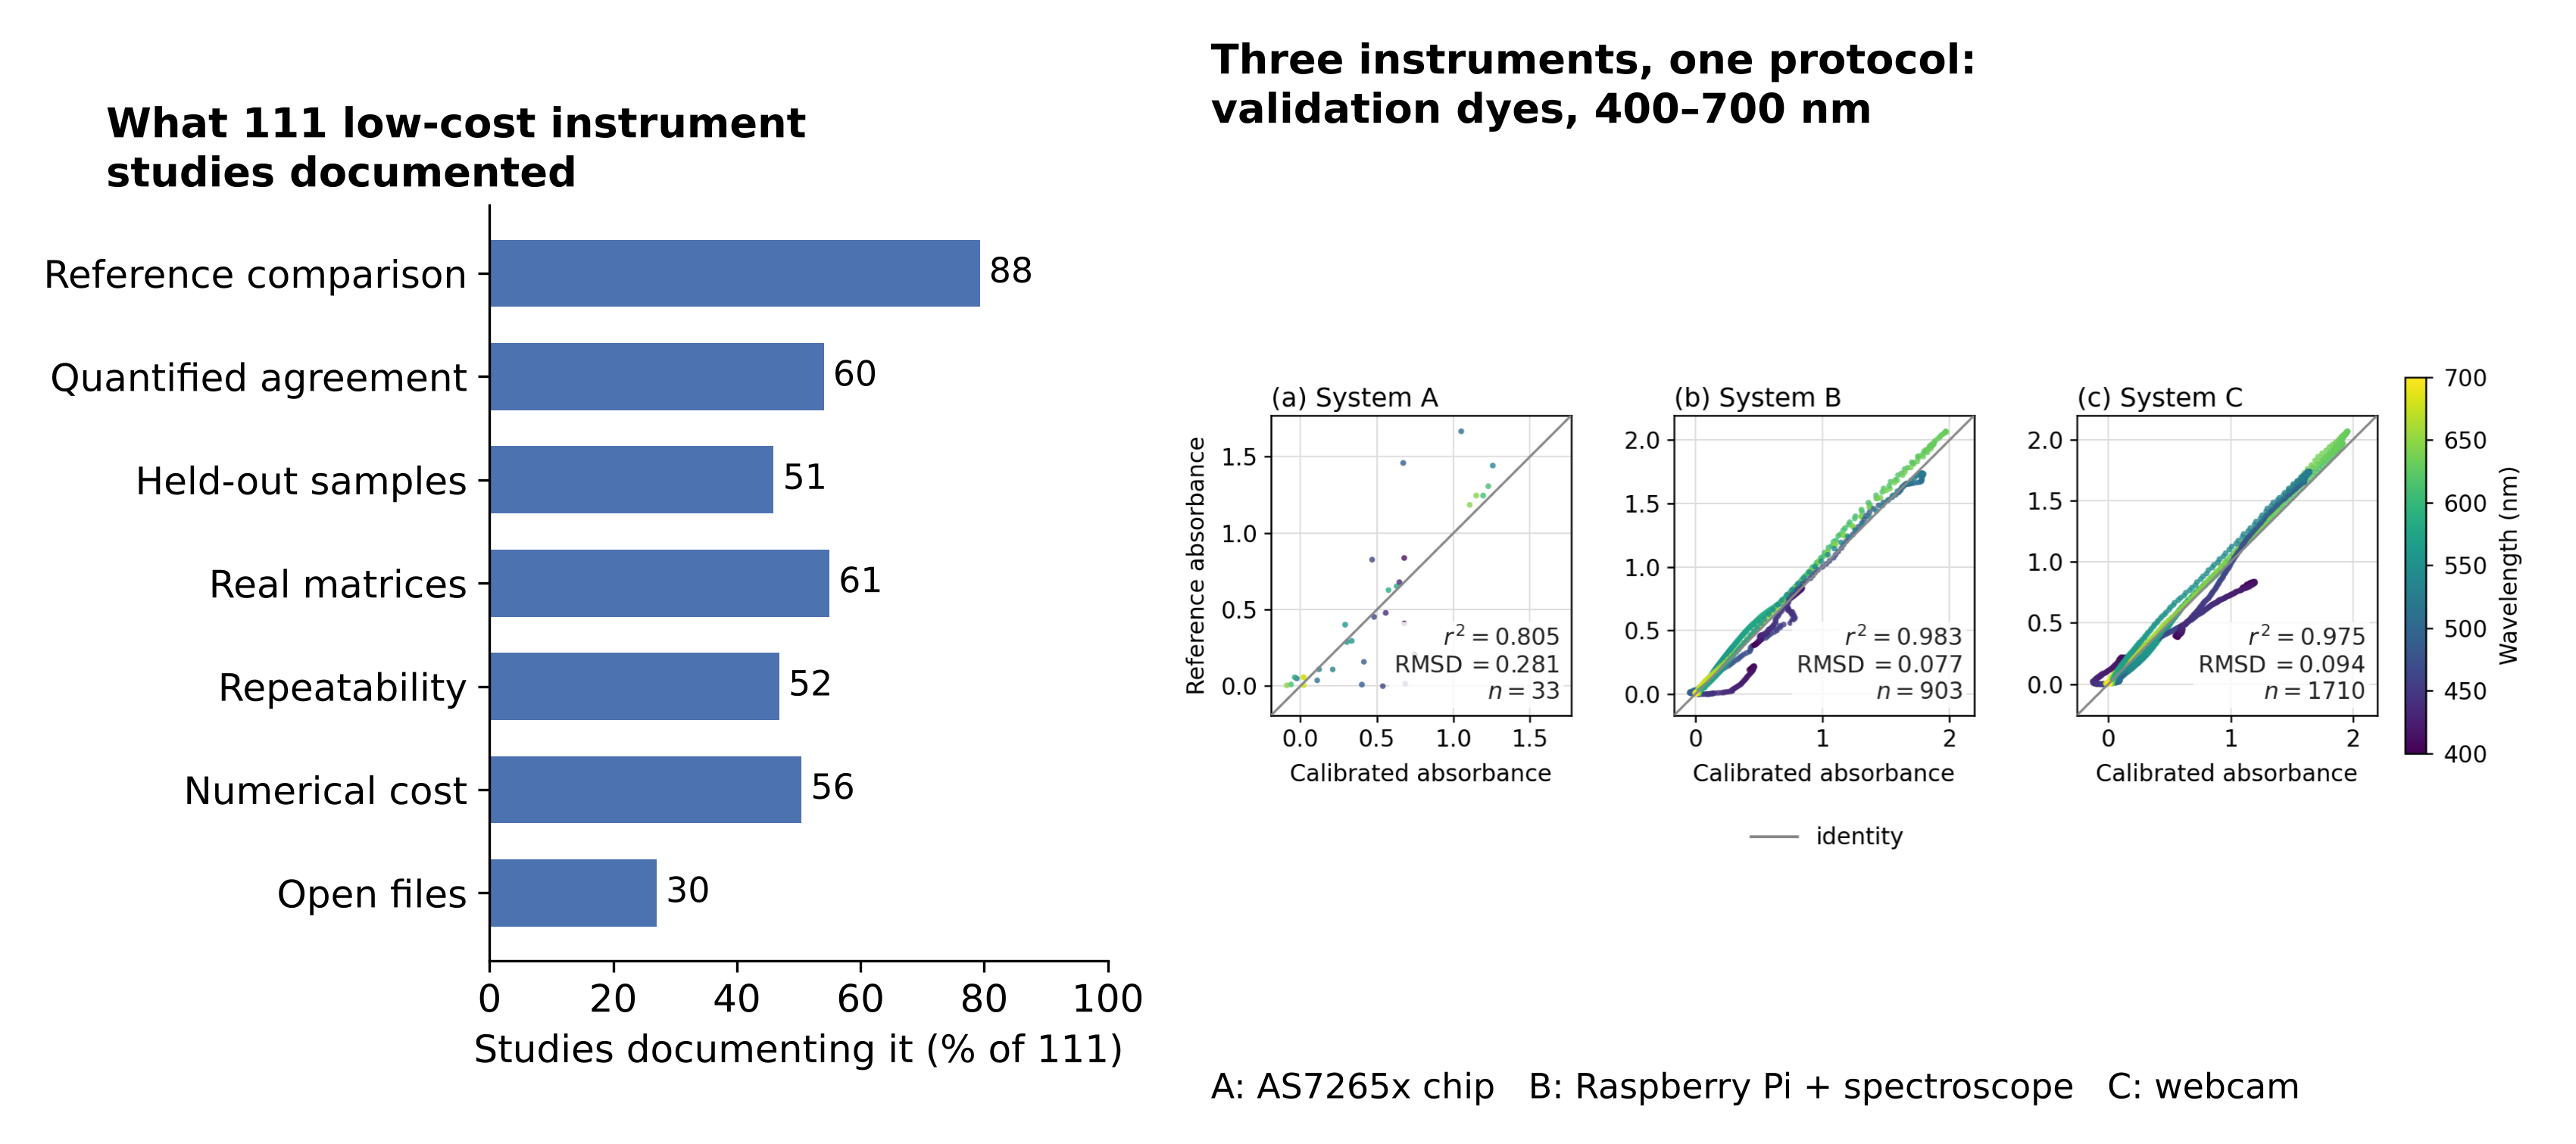 What 111 low-cost instrument
studies documented
Reference comparison 88
Quantified agreement 60
Held-out samples 51
Real matrices 61
Repeatability 52
Numerical cost 56
Open files 30
0 20 40 60 80 100
Studies documenting it (% of 111)
Three instruments, one protocol:
validation dyes, 400–700 nm
(a) System A
Reference absorbance
1.5
1.0
0.5
0.0
r² = 0.805
RMSD = 0.281
n = 33
0.0 0.5 1.0 1.5
Calibrated absorbance
(b) System B
2.0
1.5
1.0
0.5
0.0
r² = 0.983
RMSD = 0.077
n = 903
0 1 2
Calibrated absorbance
(c) System C
2.0
1.5
1.0
0.5
0.0
r² = 0.975
RMSD = 0.094
n = 1710
0 1 2
Calibrated absorbance
700
650
600
550
500
450
400
Wavelength (nm)
identity
A: AS7265x chip B: Raspberry Pi + spectroscope C: webcam